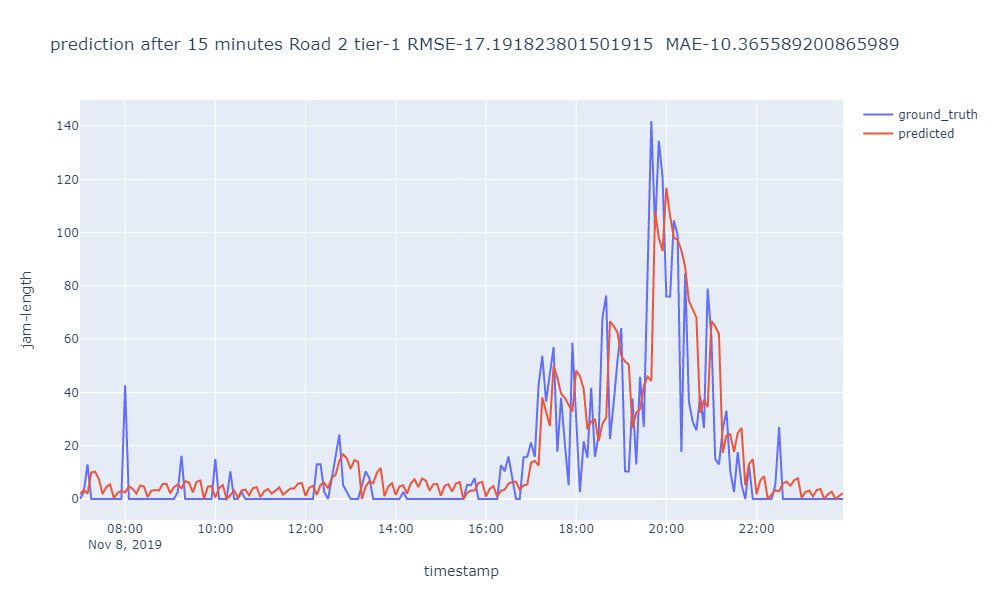 prediction after 15 minutes Road 2 tier-1 RMSE-17.191823801501915  MAE-10.365589200865989
ground_truth
predicted
140
120
100
80
60
40
20
0
jam-length
08:00 10:00 12:00 14:00 16:00 18:00 20:00 22:00
Nov 8, 2019
timestamp